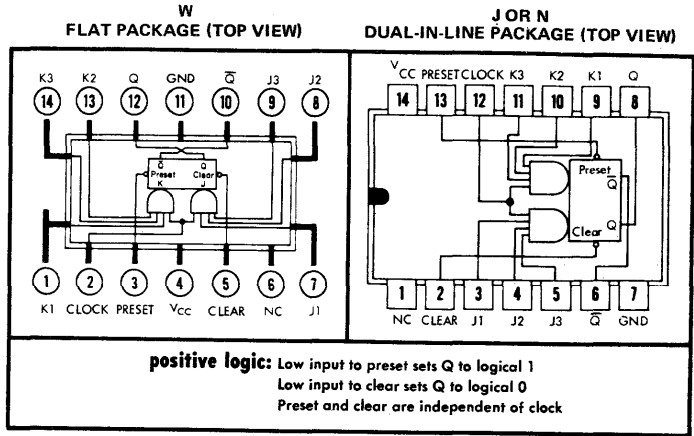 W
FLAT PACKAGE (TOP VIEW)
K3 K2 Q GND Q̅ J3 J2
14 13 12 11 10 9 8
Q̅ Q
Preset Clear
K J
1 2 3 4 5 6 7
K1 CLOCK PRESET VCC CLEAR NC J1
J OR N
DUAL-IN-LINE PACKAGE (TOP VIEW)
VCC PRESET CLOCK K3 K2 K1 Q
14 13 12 11 10 9 8
Preset
Q̅
Q
Clear
1 2 3 4 5 6 7
NC CLEAR J1 J2 J3 Q̅ GND
positive logic: Low input to preset sets Q to logical 1
Low input to clear sets Q to logical 0
Preset and clear are independent of clock